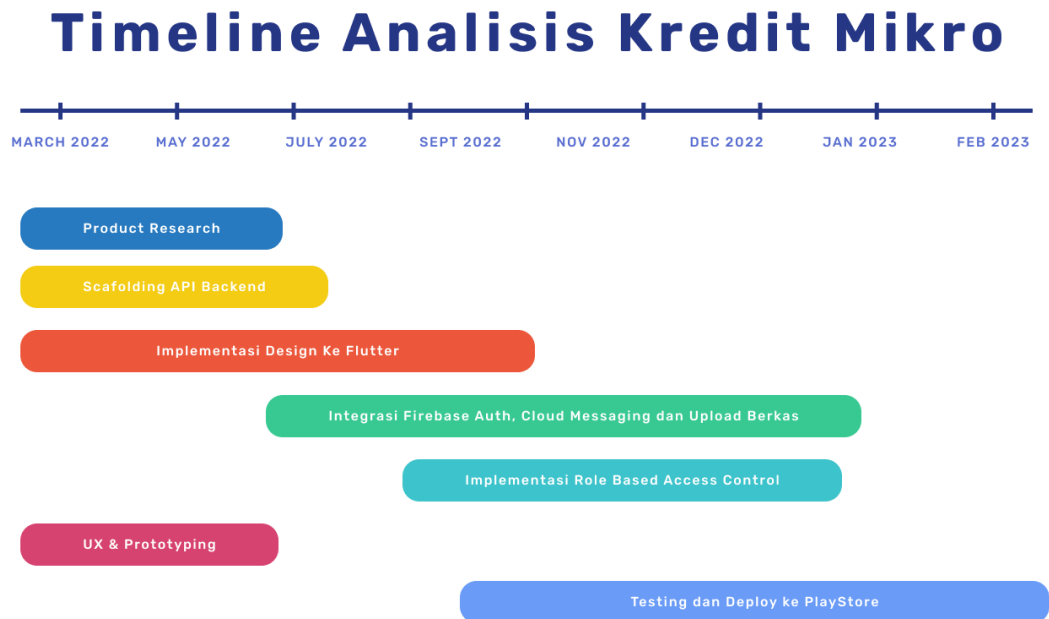 Timeline Analisis Kredit Mikro
MARCH 2022 MAY 2022 JULY 2022 SEPT 2022 NOV 2022 DEC 2022 JAN 2023 FEB 2023
Product Research
Scafolding API Backend
Implementasi Design Ke Flutter
Integrasi Firebase Auth, Cloud Messaging dan Upload Berkas
Implementasi Role Based Access Control
UX & Prototyping
Testing dan Deploy ke PlayStore